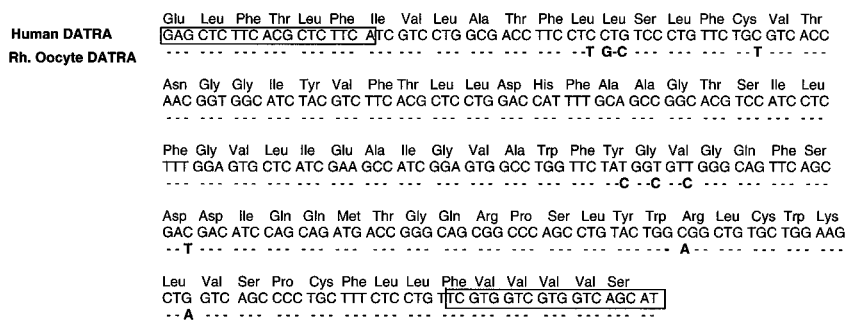 Glu Leu Phe Thr Leu Phe Ile Val Leu Ala Thr Phe Leu Leu Ser Leu Phe Cys Val Thr
Human DATRA GAG CTC TTC ACG CTC TTC ATC GTC CTG GCG ACC TTC CTC CTG TCC CTG TTC TGC GTC ACC
Rh. Oocyte DATRA --- --- --- --- --- --- --- --- --- --- --- --- --T G-C --- --- --- --T --- ---
Asn Gly Gly Ile Tyr Val Phe Thr Leu Leu Asp His Phe Ala Ala Gly Thr Ser Ile Leu
AAC GGT GGC ATC TAC GTC TTC ACG CTC CTG GAC CAT TTT GCA GCC GGC ACG TCC ATC CTC
--- --- --- --- --- --- --- --- --- --- --- --- --- --- --- --- --- --- --- ---
Phe Gly Val Leu Ile Glu Ala Ile Gly Val Ala Trp Phe Tyr Gly Val Gly Gln Phe Ser
TTT GGA GTG CTC ATC GAA GCC ATC GGA GTG GCC TGG TTC TAT GGT GTT GGG CAG TTC AGC
--- --- --- --- --- --- --- --- --- --- --- --- --- --C --C --C --- --- --- ---
Asp Asp Ile Gln Gln Met Thr Gly Gln Arg Pro Ser Leu Tyr Trp Arg Leu Cys Trp Lys
GAC GAC ATC CAG CAG ATG ACC GGG CAG CGG CCC AGC CTG TAC TGG CGG CTG TGC TGG AAG
--T --- --- --- --- --- --- --- --- --- --- --- --- --- --- A-- --- --- --- ---
Leu Val Ser Pro Cys Phe Leu Leu Phe Val Val Val Val Ser
CTG GTC AGC CCC TGC TTT CTC CTG TTC GTG GTC GTG GTC AGC AT
--A --- --- --- --- --- --- --- --- --- --- --- --- --- --